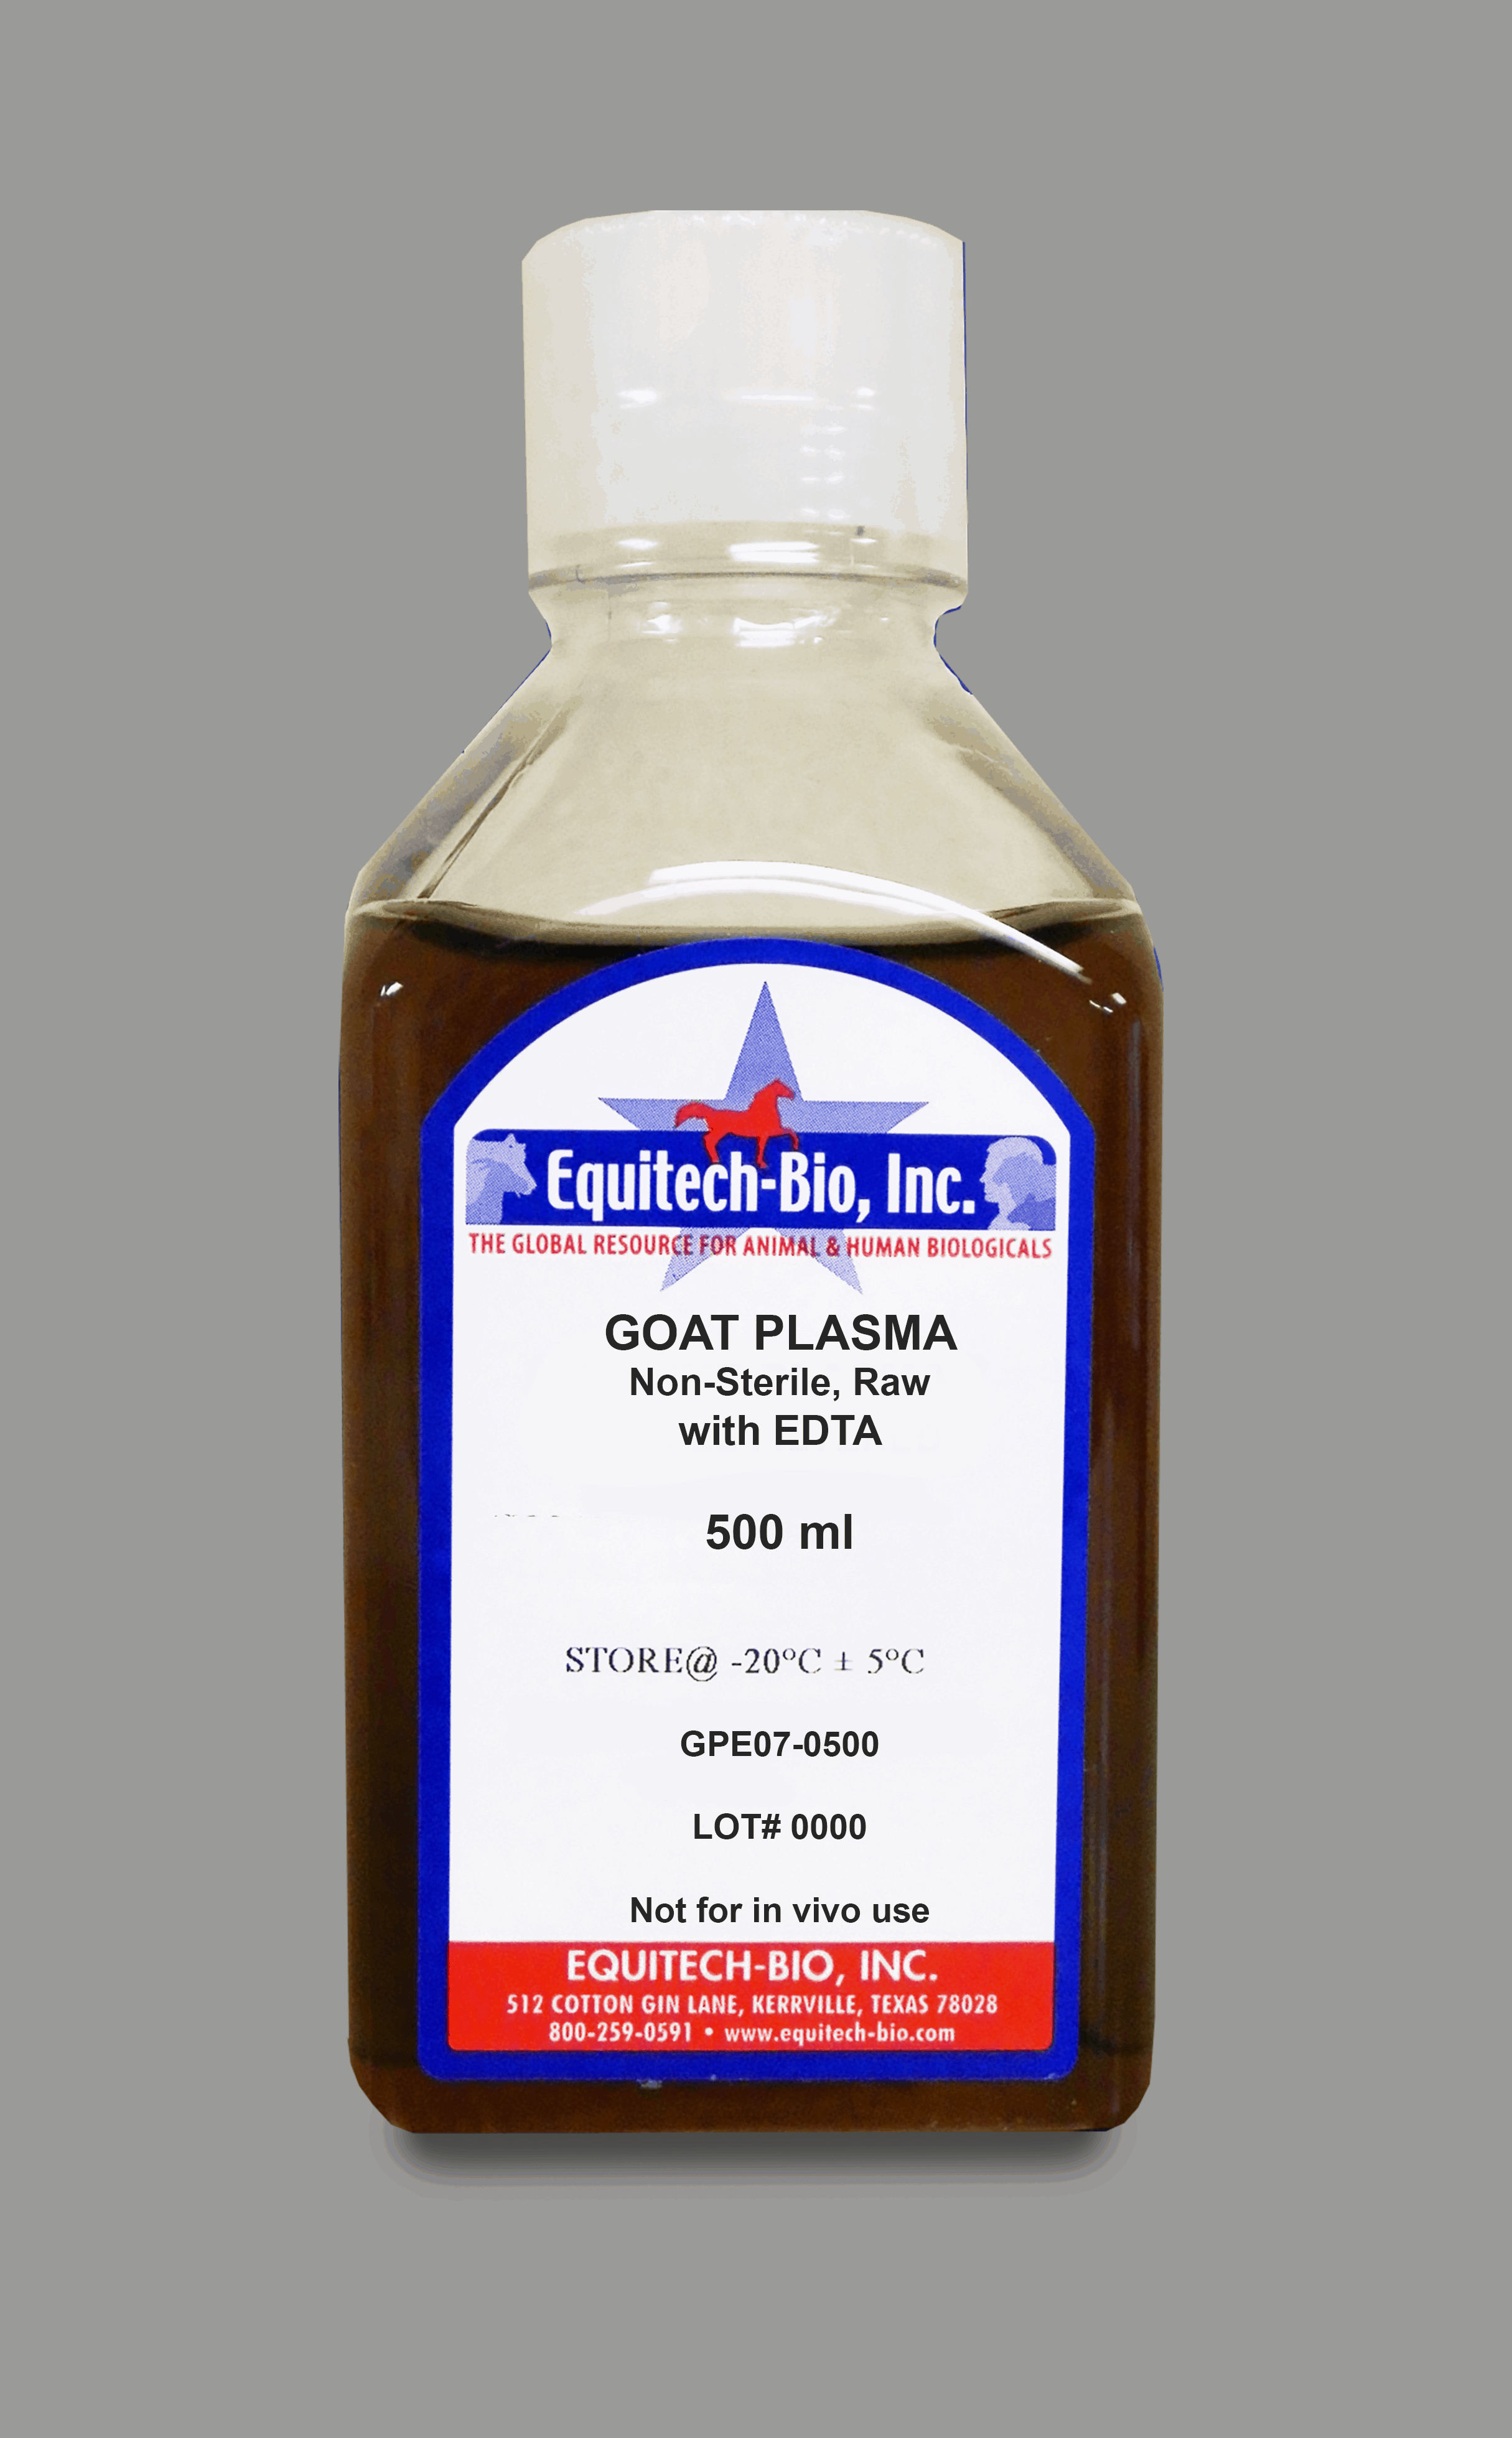 Equitech-Bio, Inc.
THE GLOBAL RESOURCE FOR ANIMAL & HUMAN BIOLOGICALS
GOAT PLASMA
Non-Sterile, Raw
with EDTA
500 ml
STORE@ -20°C ± 5°C
GPE07-0500
LOT# 0000
Not for in vivo use
EQUITECH-BIO, INC.
512 COTTON GIN LANE, KERRVILLE, TEXAS 78028
800-259-0591 • www.equitech-bio.com